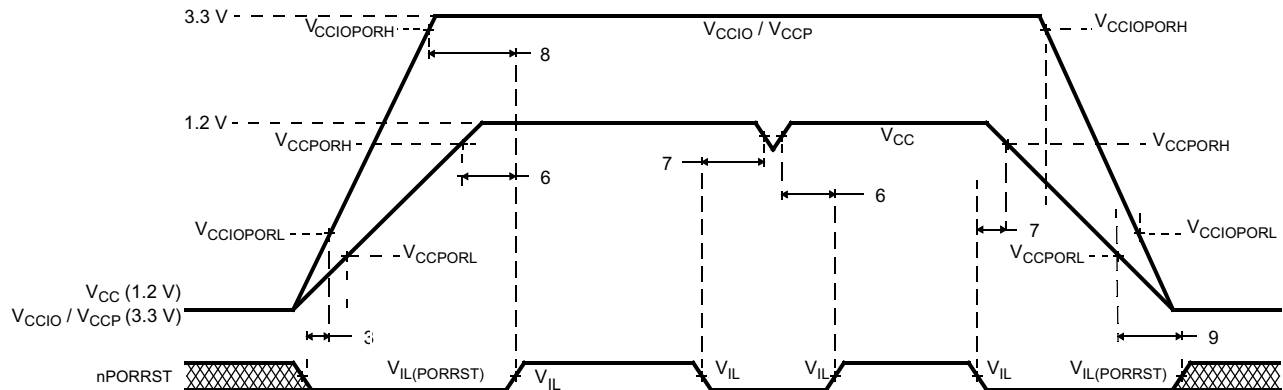 3.3 V
VCCIOPORH
VCCIO / VCCP
VCCIOPORH
8
1.2 V
VCCPORH
VCC
VCCPORH
7
6
6
VCCIOPORL
7
VCCIOPORL
VCCPORL
VCCPORL
VCC (1.2 V)
VCCIO / VCCP (3.3 V)
3
9
nPORRST
VIL(PORRST)
VIL
VIL
VIL
VIL
VIL(PORRST)